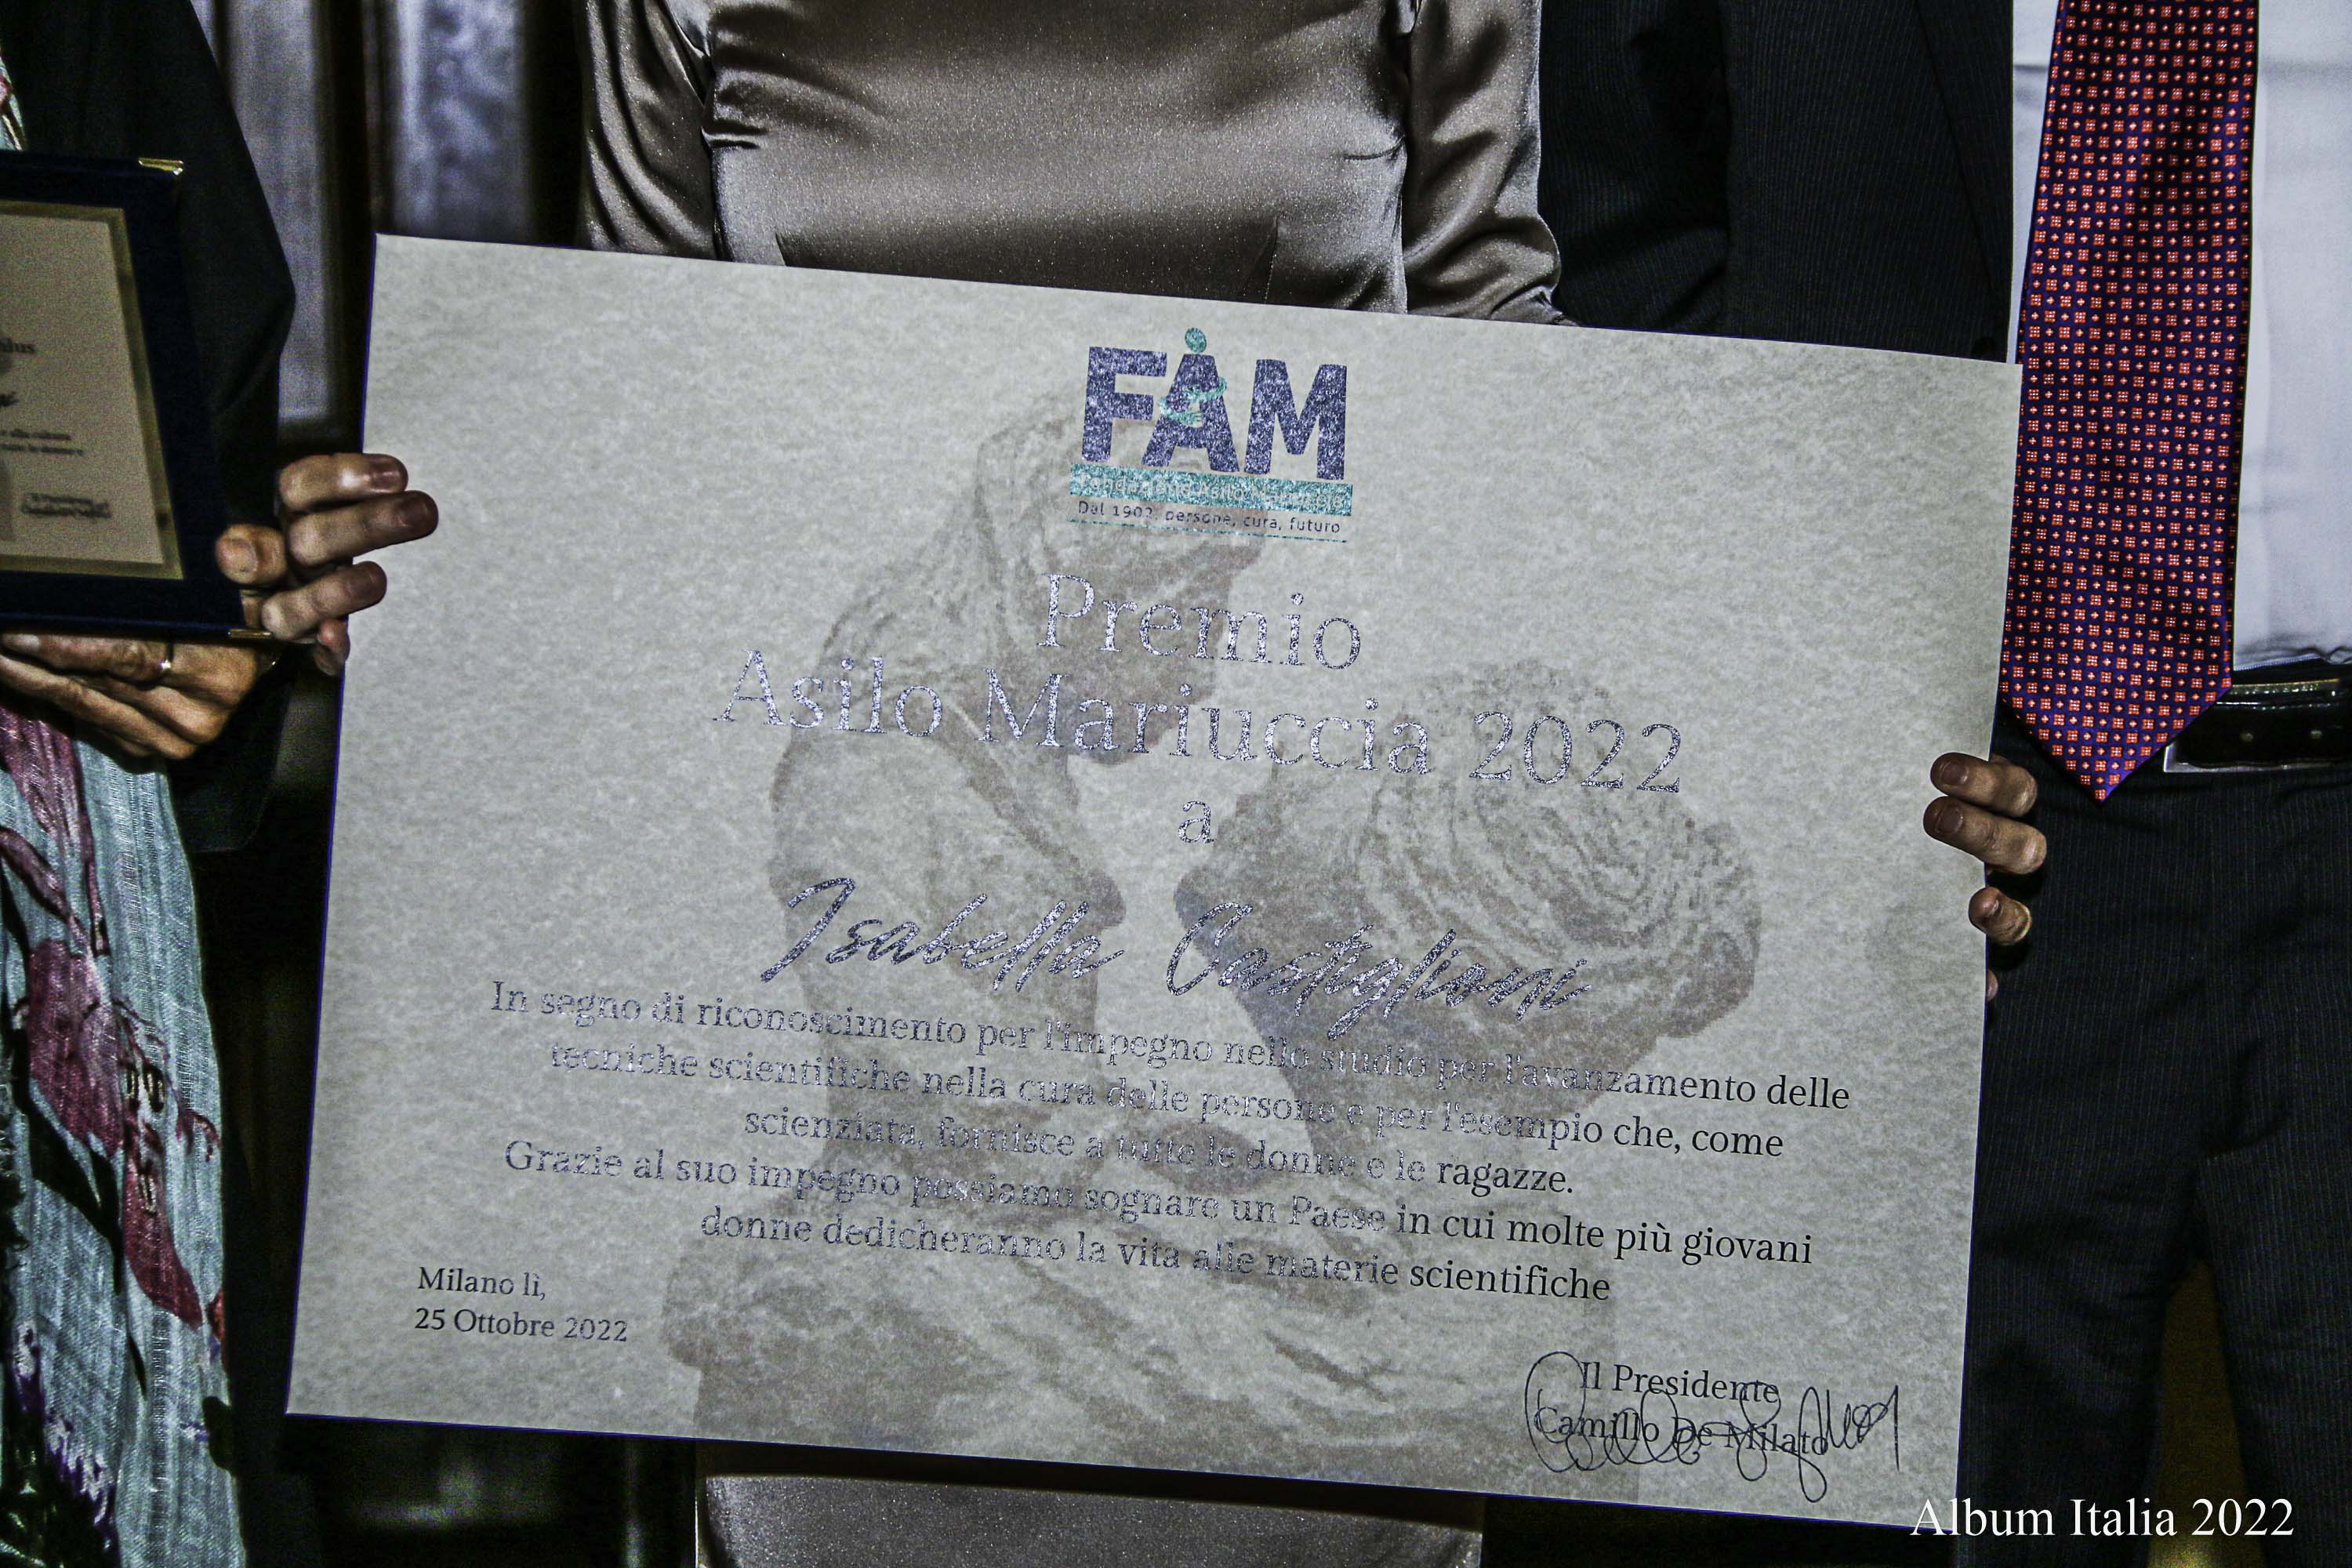 FAM
Fondazione Asilo Mariuccia
Dal 1902, persone, cura, futuro
Premio
Asilo Mariuccia 2022
a
Isabella Castiglioni
In segno di riconoscimento per l'impegno nello studio per l'avanzamento delle
tecniche scientifiche nella cura delle persone e per l'esempio che, come
scienziata, fornisce a tutte le donne e le ragazze.
Grazie al suo impegno possiamo sognare un Paese in cui molte più giovani
donne dedicheranno la vita alle materie scientifiche
Milano lì,
25 Ottobre 2022
Il Presidente
Camillo De Milato
Album Italia 2022